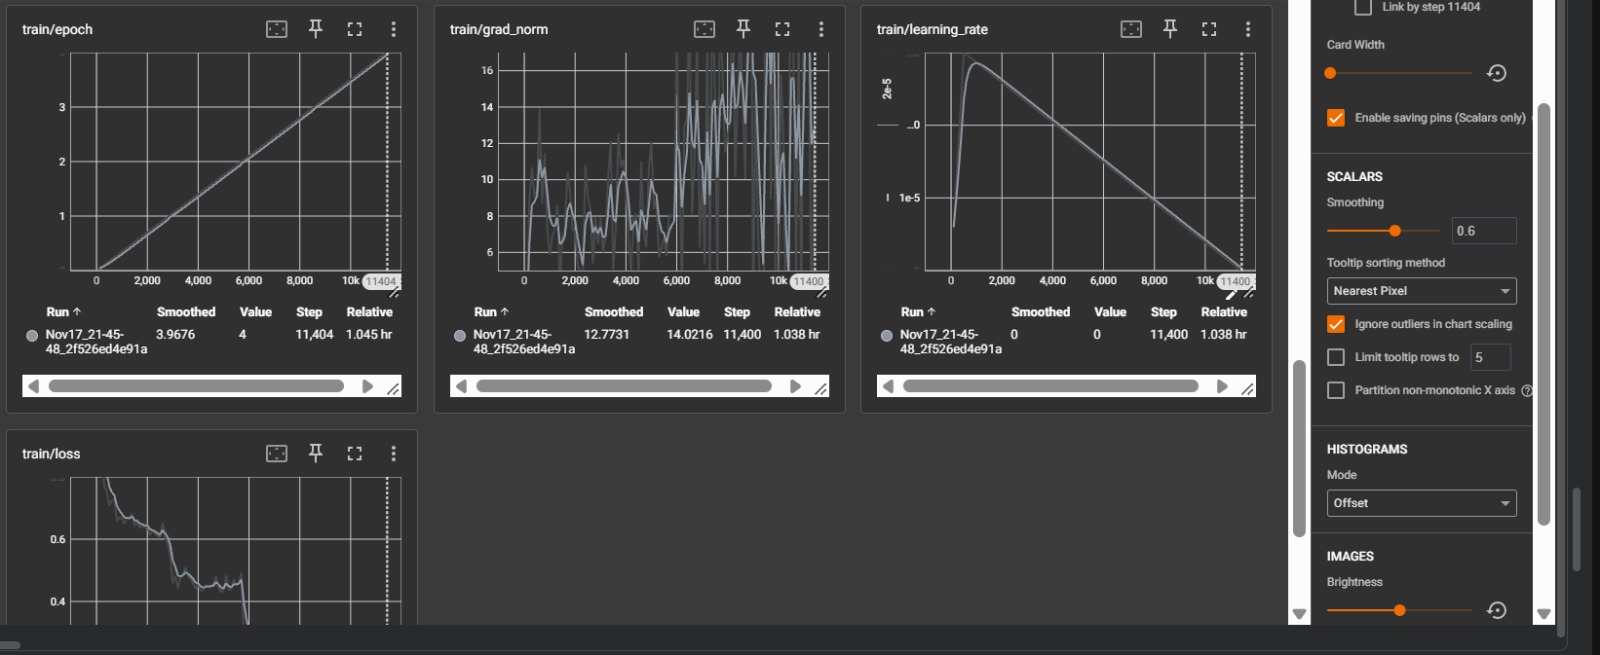 train/epoch
3
2
1
0
2,000
4,000
6,000
8,000
10k
11404
Run ↑ Smoothed Value Step Relative
Nov17_21-45-48_2f526ed4e91a 3.9676 4 11,404 1.045 hr
train/grad_norm
16
14
12
10
8
6
0
2,000
4,000
6,000
8,000
10k
11400
Run ↑ Smoothed Value Step Relative
Nov17_21-45-48_2f526ed4e91a 12.7731 14.0216 11,400 1.038 hr
train/learning_rate
2e-5
...0
1e-5
0
2,000
4,000
6,000
8,000
10k
11400
Run ↑ Smoothed Value Step Relative
Nov17_21-45-48_2f526ed4e91a 0 0 11,400 1.038 hr
train/loss
0.6
0.4
Link by step 11404
Card Width
Enable saving pins (Scalars only)
SCALARS
Smoothing
0.6
Tooltip sorting method
Nearest Pixel
Ignore outliers in chart scaling
Limit tooltip rows to 5
Partition non-monotonic X axis
HISTOGRAMS
Mode
Offset
IMAGES
Brightness